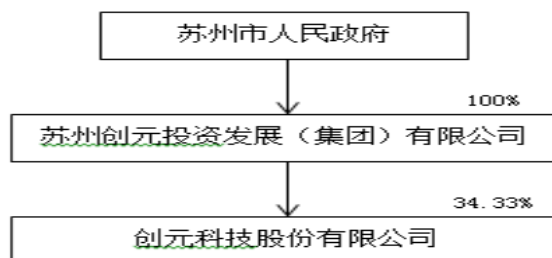 苏州市人民政府
100%
苏州创元投资发展（集团）有限公司
34.33%
创元科技股份有限公司